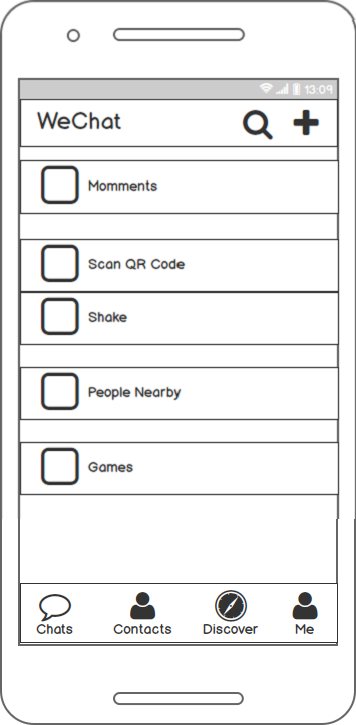 13:09
WeChat
Momments
Scan QR Code
Shake
People Nearby
Games
Chats Contacts Discover Me